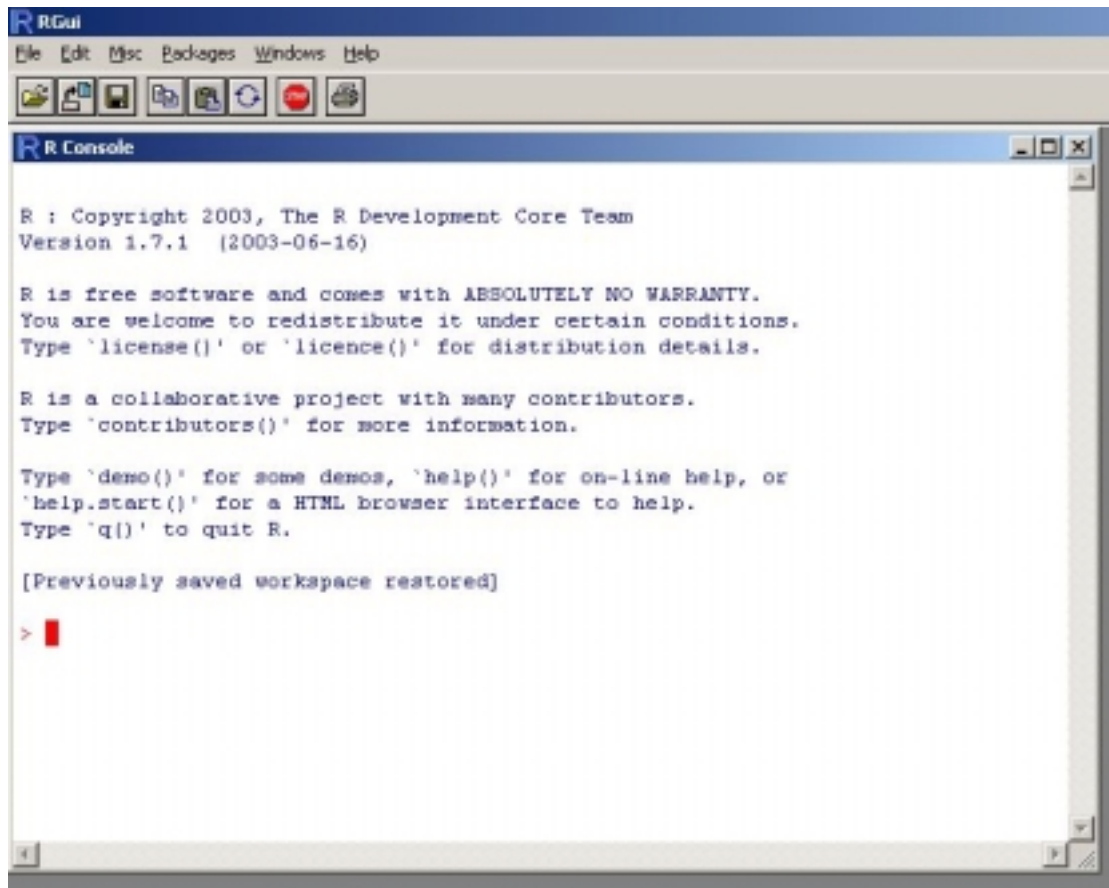 RGui
File Edit Misc Packages Windows Help
STOP
R Console
R : Copyright 2003, The R Development Core Team
Version 1.7.1 (2003-06-16)
R is free software and comes with ABSOLUTELY NO WARRANTY.
You are welcome to redistribute it under certain conditions.
Type `license()' or `licence()' for distribution details.
R is a collaborative project with many contributors.
Type `contributors()' for more information.
Type `demo()' for some demos, `help()' for on-line help, or
`help.start()' for a HTML browser interface to help.
Type `q()' to quit R.
[Previously saved workspace restored]
>